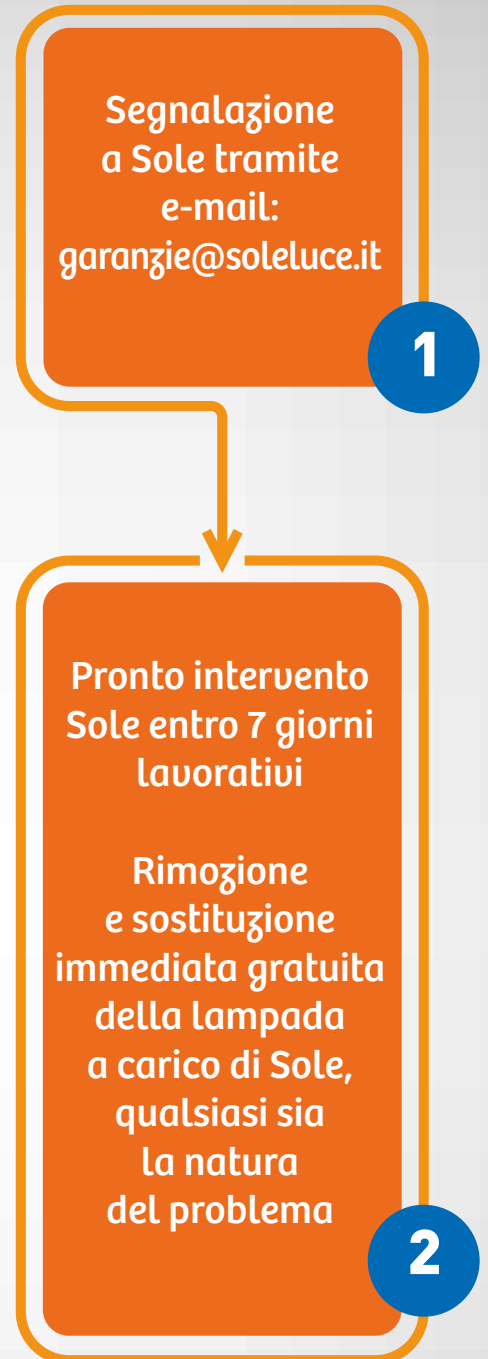 Segnalazione
a Sole tramite
e-mail:
garanzie@soleluce.it
1
Pronto intervento
Sole entro 7 giorni
lavorativi
Rimozione
e sostituzione
immediata gratuita
della lampada
a carico di Sole,
qualsiasi sia
la natura
del problema
2